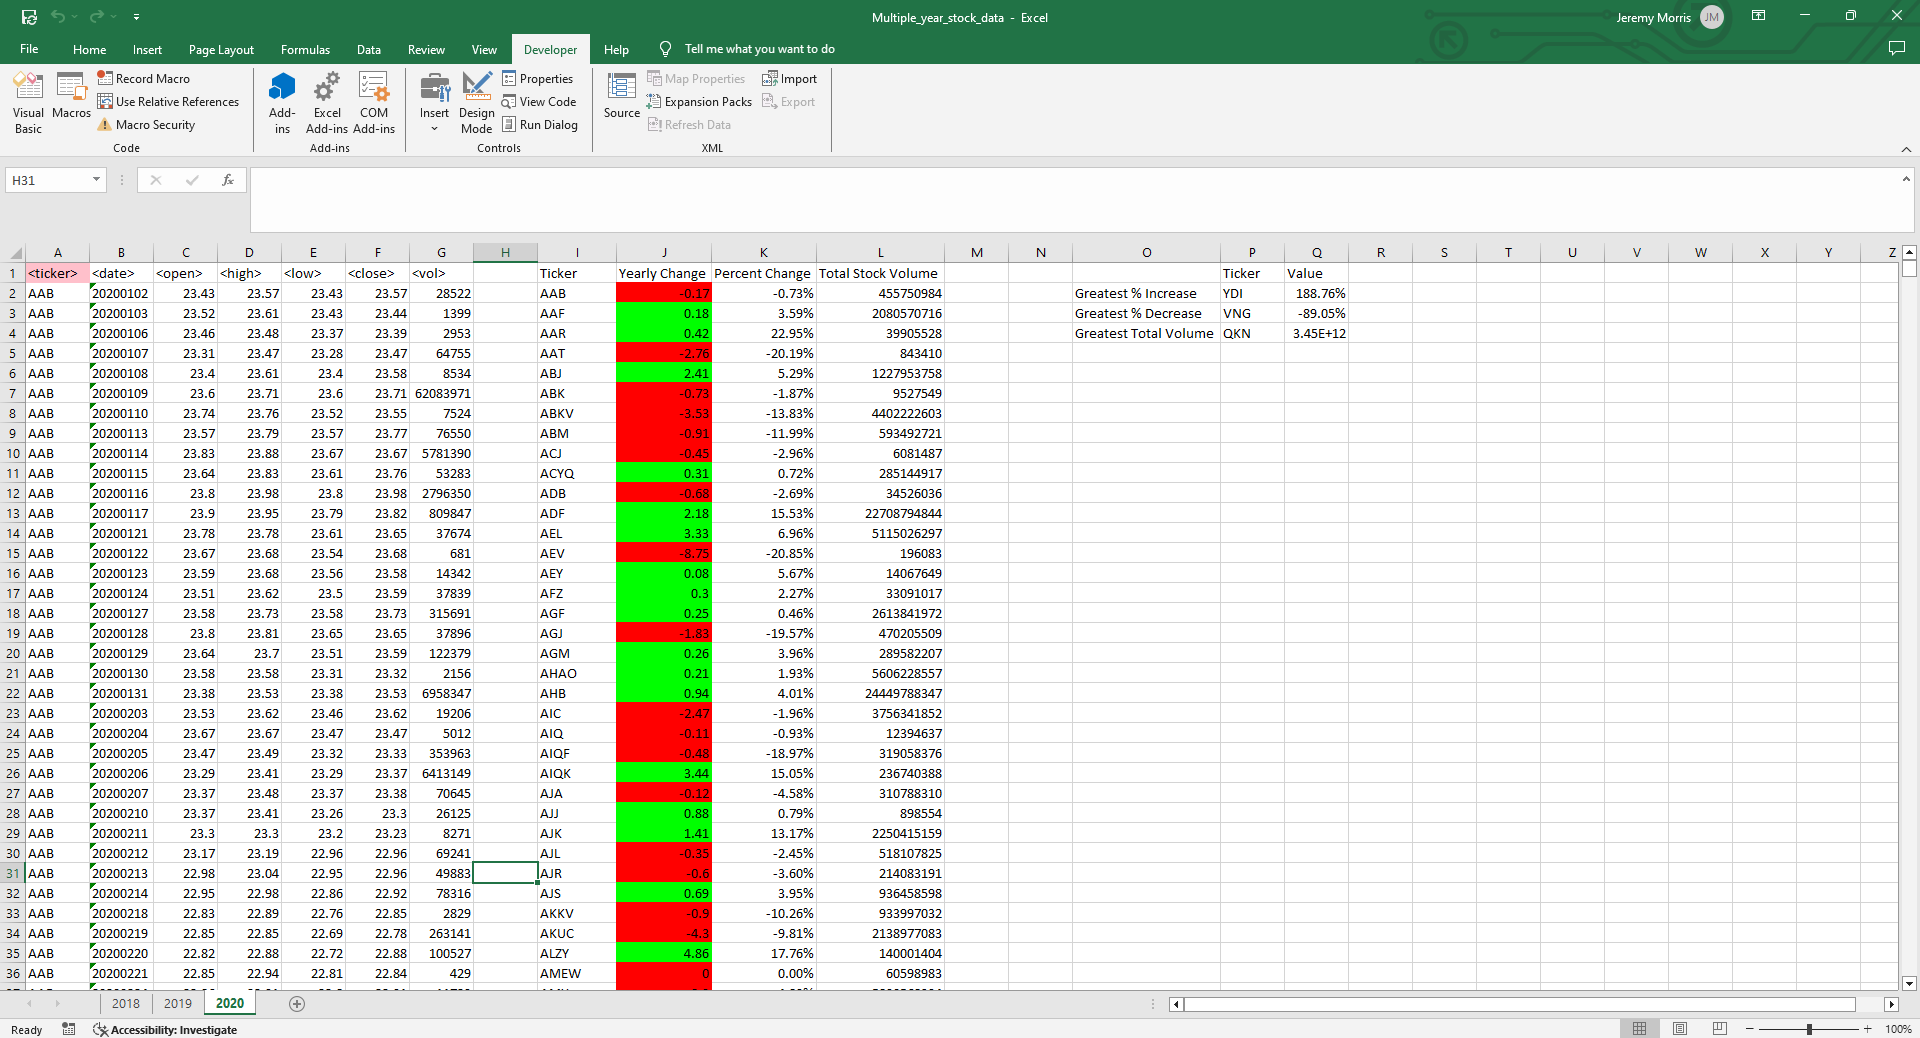 Multiple_year_stock_data - Excel
Jeremy Morris JM
File Home Insert Page Layout Formulas Data Review View Developer Help Tell me what you want to do
Visual Basic
Macros
Record Macro
Use Relative References
Macro Security
Code
Add-ins
Excel Add-ins
COM Add-ins
Add-ins
Insert
Design Mode
Properties
View Code
Run Dialog
Controls
Source
Map Properties
Expansion Packs
Refresh Data
Import
Export
XML
H31 fx
A B C D E F G H I J K L M N O P Q R S T U V W X Y Z
1 <ticker> <date> <open> <high> <low> <close> <vol> Ticker Yearly Change Percent Change Total Stock Volume Ticker Value
2 AAB 20200102 23.43 23.57 23.43 23.57 28522 AAB -0.17 -0.73% 455750984 Greatest % Increase YDI 188.76%
3 AAB 20200103 23.52 23.61 23.43 23.44 1399 AAF 0.18 3.59% 2080570716 Greatest % Decrease VNG -89.05%
4 AAB 20200106 23.46 23.48 23.37 23.39 2953 AAR 0.42 22.95% 39905528 Greatest Total Volume QKN 3.45E+12
5 AAB 20200107 23.31 23.47 23.28 23.47 64755 AAT -2.76 -20.19% 843410
6 AAB 20200108 23.4 23.61 23.4 23.58 8534 ABJ 2.41 5.29% 1227953758
7 AAB 20200109 23.6 23.71 23.6 23.71 62083971 ABK -0.73 -1.87% 9527549
8 AAB 20200110 23.74 23.76 23.52 23.55 7524 ABKV -3.53 -13.83% 4402222603
9 AAB 20200113 23.57 23.79 23.57 23.77 76550 ABM -0.91 -11.99% 593492721
10 AAB 20200114 23.83 23.88 23.67 23.67 5781390 ACJ -0.45 -2.96% 6081487
11 AAB 20200115 23.64 23.83 23.61 23.76 53283 ACYQ 0.31 0.72% 285144917
12 AAB 20200116 23.8 23.98 23.8 23.98 2796350 ADB -0.68 -2.69% 34526036
13 AAB 20200117 23.9 23.95 23.79 23.82 809847 ADF 2.18 15.53% 22708794844
14 AAB 20200121 23.78 23.78 23.61 23.65 37674 AEL 3.33 6.96% 5115026297
15 AAB 20200122 23.67 23.68 23.54 23.68 681 AEV -8.75 -20.85% 196083
16 AAB 20200123 23.59 23.68 23.56 23.58 14342 AEY 0.08 5.67% 14067649
17 AAB 20200124 23.51 23.62 23.5 23.59 37839 AFZ 0.3 2.27% 33091017
18 AAB 20200127 23.58 23.73 23.58 23.73 315691 AGF 0.25 0.46% 2613841972
19 AAB 20200128 23.8 23.81 23.65 23.65 37896 AGJ -1.83 -19.57% 470205509
20 AAB 20200129 23.64 23.7 23.51 23.59 122379 AGM 0.26 3.96% 289582207
21 AAB 20200130 23.58 23.58 23.31 23.32 2156 AHAO 0.21 1.93% 5606228557
22 AAB 20200131 23.38 23.53 23.38 23.53 6958347 AHB 0.94 4.01% 24449788347
23 AAB 20200203 23.53 23.62 23.46 23.62 19206 AIC -2.47 -1.96% 3756341852
24 AAB 20200204 23.67 23.67 23.47 23.47 5012 AIQ -0.11 -0.93% 12394637
25 AAB 20200205 23.47 23.49 23.32 23.33 353963 AIQF -0.48 -18.97% 319058376
26 AAB 20200206 23.29 23.41 23.29 23.37 6413149 AIQK 3.44 15.05% 236740388
27 AAB 20200207 23.37 23.48 23.37 23.38 70645 AJA -0.12 -4.58% 310788310
28 AAB 20200210 23.37 23.41 23.26 23.3 26125 AJJ 0.88 0.79% 898554
29 AAB 20200211 23.3 23.3 23.2 23.23 8271 AJK 1.41 13.17% 2250415159
30 AAB 20200212 23.17 23.19 22.96 22.96 69241 AJL -0.35 -2.45% 518107825
31 AAB 20200213 22.98 23.04 22.95 22.96 49883 AJR -0.6 -3.60% 214083191
32 AAB 20200214 22.95 22.98 22.86 22.92 78316 AJS 0.69 3.95% 936458598
33 AAB 20200218 22.83 22.89 22.76 22.85 2829 AKKV -0.9 -10.26% 933997032
34 AAB 20200219 22.85 22.85 22.69 22.78 263141 AKUC -4.3 -9.81% 2138977083
35 AAB 20200220 22.82 22.88 22.72 22.88 100527 ALZY 4.86 17.76% 140001404
36 AAB 20200221 22.85 22.94 22.81 22.84 429 AMEW 0 0.00% 60598983
2018 2019 2020
Ready Accessibility: Investigate 100%